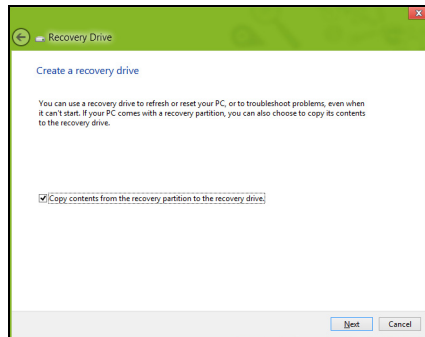 Recovery Drive
Create a recovery drive
You can use a recovery drive to refresh or reset your PC, or to troubleshoot problems, even when
it can't start. If your PC comes with a recovery partition, you can also choose to copy its contents
to the recovery drive.
Copy contents from the recovery partition to the recovery drive.
Next Cancel